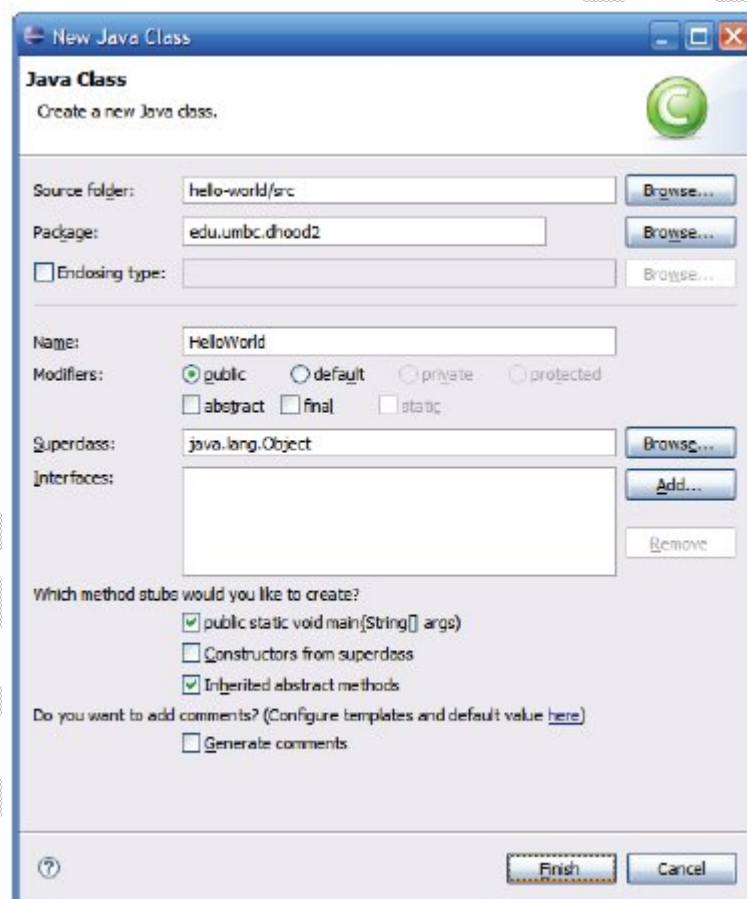 New Java Class
Java Class
Create a new Java class.
Source folder: hello-world/src Browse...
Package: edu.umbc.dhood2 Browse...
Enclosing type: Browse...
Name: HelloWorld
Modifiers: public default private protected
abstract final static
Superclass: java.lang.Object Browse...
Interfaces: Add...
Remove
Which method stubs would you like to create?
public static void main(String[] args)
Constructors from superclass
Inherited abstract methods
Do you want to add comments? (Configure templates and default value here)
Generate comments
? Finish Cancel